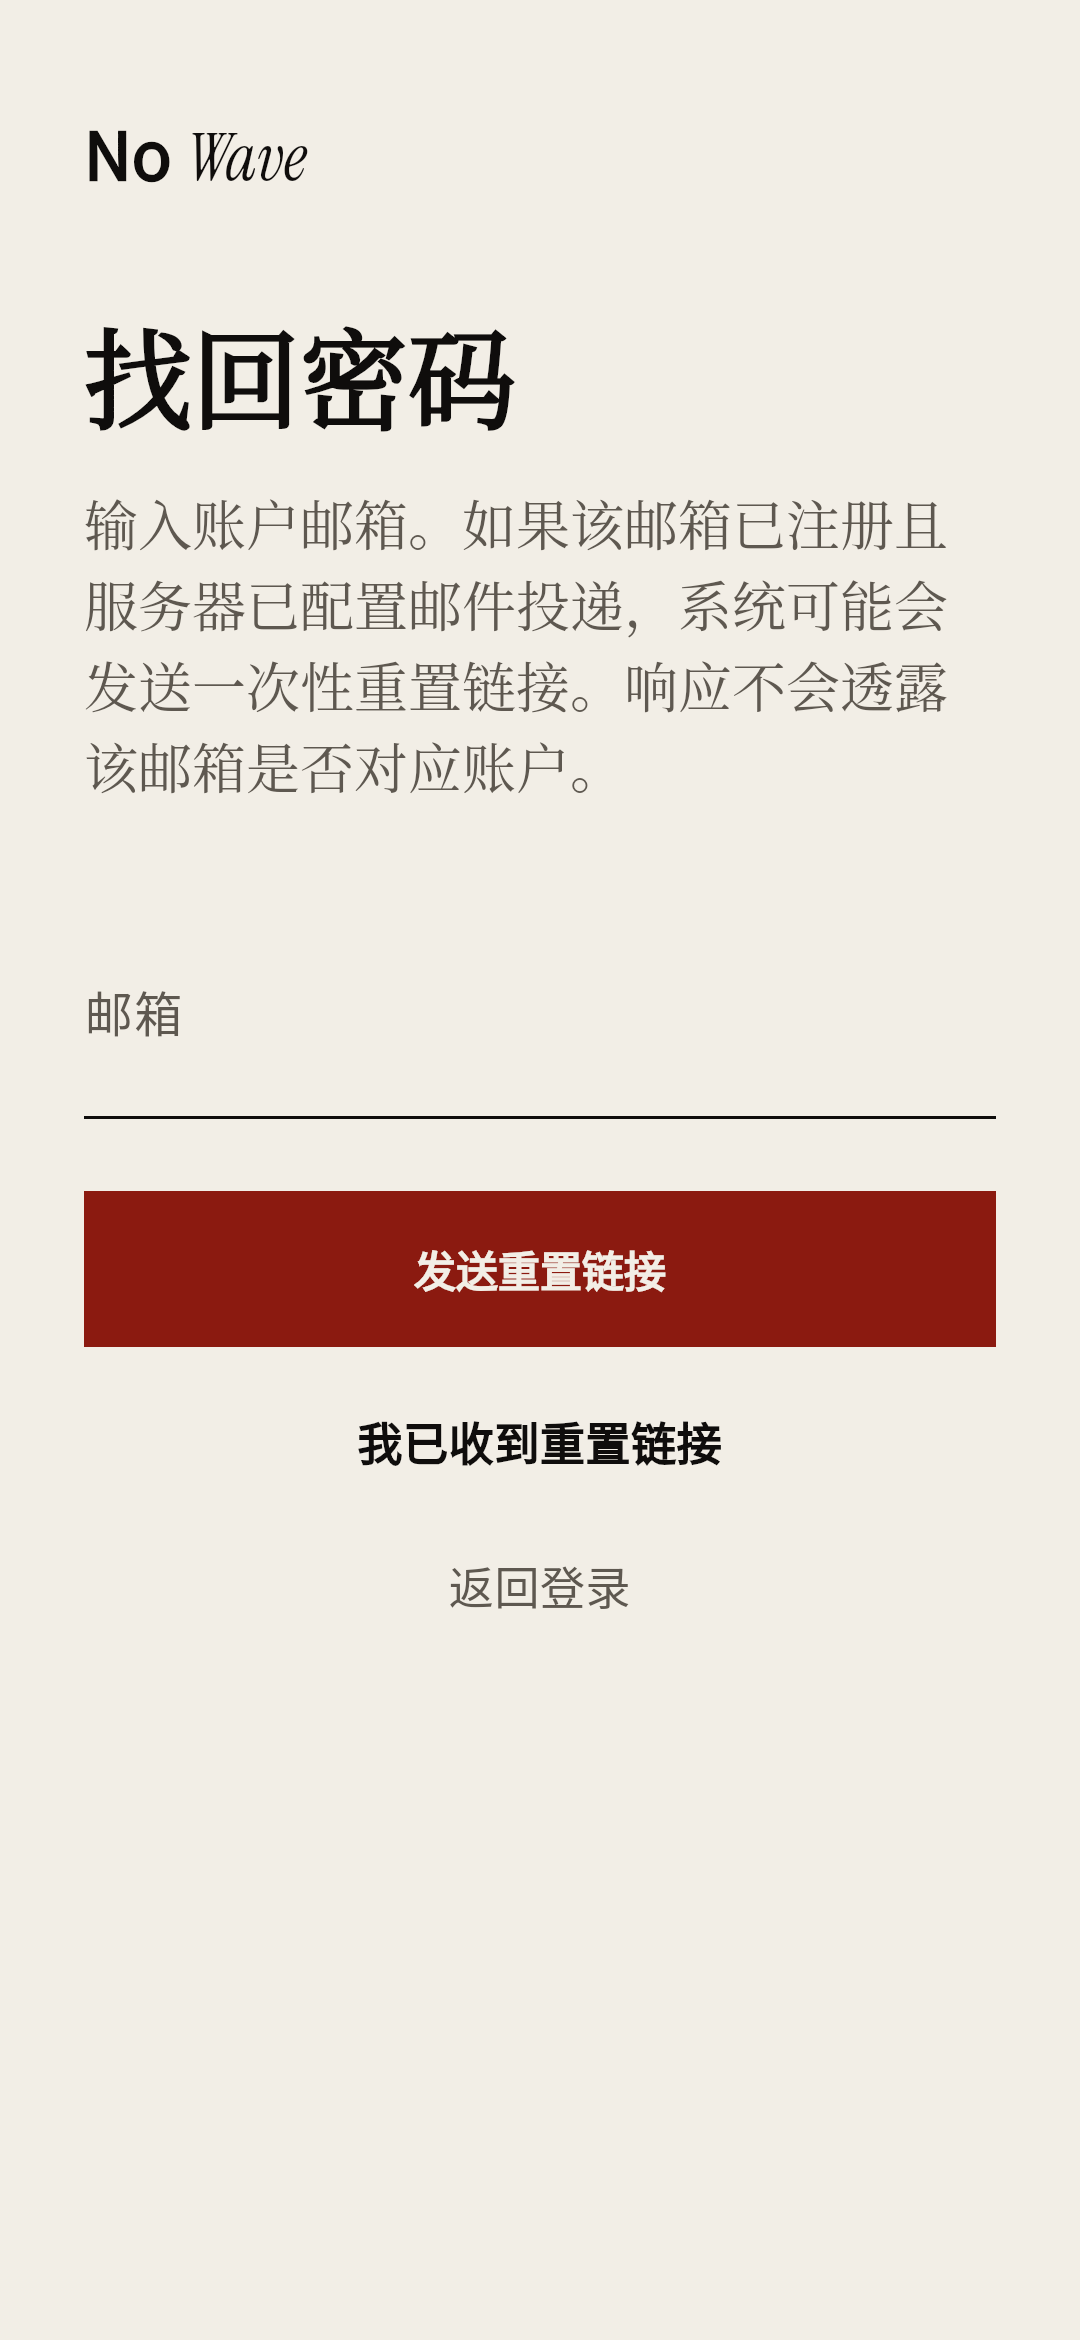 No Wave
找回密码
输入账户邮箱。如果该邮箱已注册且
服务器已配置邮件投递，系统可能会
发送一次性重置链接。响应不会透露
该邮箱是否对应账户。
邮箱
发送重置链接
我已收到重置链接
返回登录